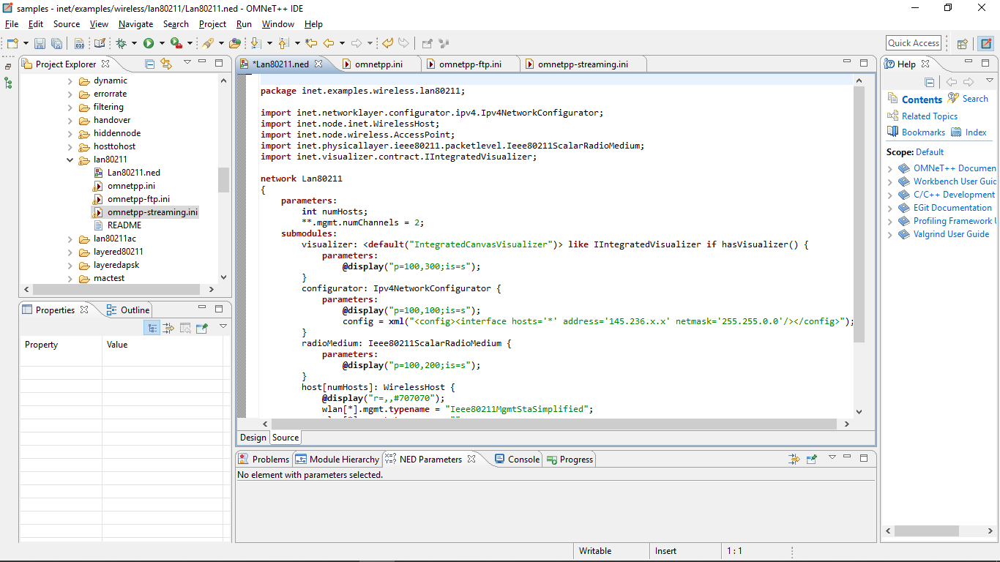 samples - inet/examples/wireless/lan80211/Lan80211.ned - OMNeT++ IDE
File Edit Source View Navigate Search Project Run Window Help
Quick Access
Project Explorer
dynamic
errorrate
filtering
handover
hiddennode
hosttohost
lan80211
Lan80211.ned
omnetpp.ini
omnetpp-ftp.ini
omnetpp-streaming.ini
README
lan80211ac
layered80211
layeredapsk
mactest
Properties Outline
Property Value
*Lan80211.ned omnetpp.ini omnetpp-ftp.ini omnetpp-streaming.ini
package inet.examples.wireless.lan80211;
import inet.networklayer.configurator.ipv4.Ipv4NetworkConfigurator;
import inet.node.inet.WirelessHost;
import inet.node.wireless.AccessPoint;
import inet.physicallayer.ieee80211.packetlevel.Ieee80211ScalarRadioMedium;
import inet.visualizer.contract.IIntegratedVisualizer;
network Lan80211
{
parameters:
int numHosts;
**.mgmt.numChannels = 2;
submodules:
visualizer: <default("IntegratedCanvasVisualizer")> like IIntegratedVisualizer if hasVisualizer() {
parameters:
@display("p=100,300;is=s");
}
configurator: Ipv4NetworkConfigurator {
parameters:
@display("p=100,100;is=s");
config = xml("<config><interface hosts='*' address='145.236.x.x' netmask='255.255.0.0'/></config>");
}
radioMedium: Ieee80211ScalarRadioMedium {
parameters:
@display("p=100,200;is=s");
}
host[numHosts]: WirelessHost {
@display("r=,,#707070");
wlan[*].mgmt.typename = "Ieee80211MgmtStaSimplified";
Design Source
Problems Module Hierarchy NED Parameters Console Progress
No element with parameters selected.
Help
Contents Search
Related Topics
Bookmarks Index
Scope: Default
OMNeT++ Documen
Workbench User Guid
C/C++ Development
EGit Documentation
Profiling Framework U
Valgrind User Guide
Writable Insert 1 : 1